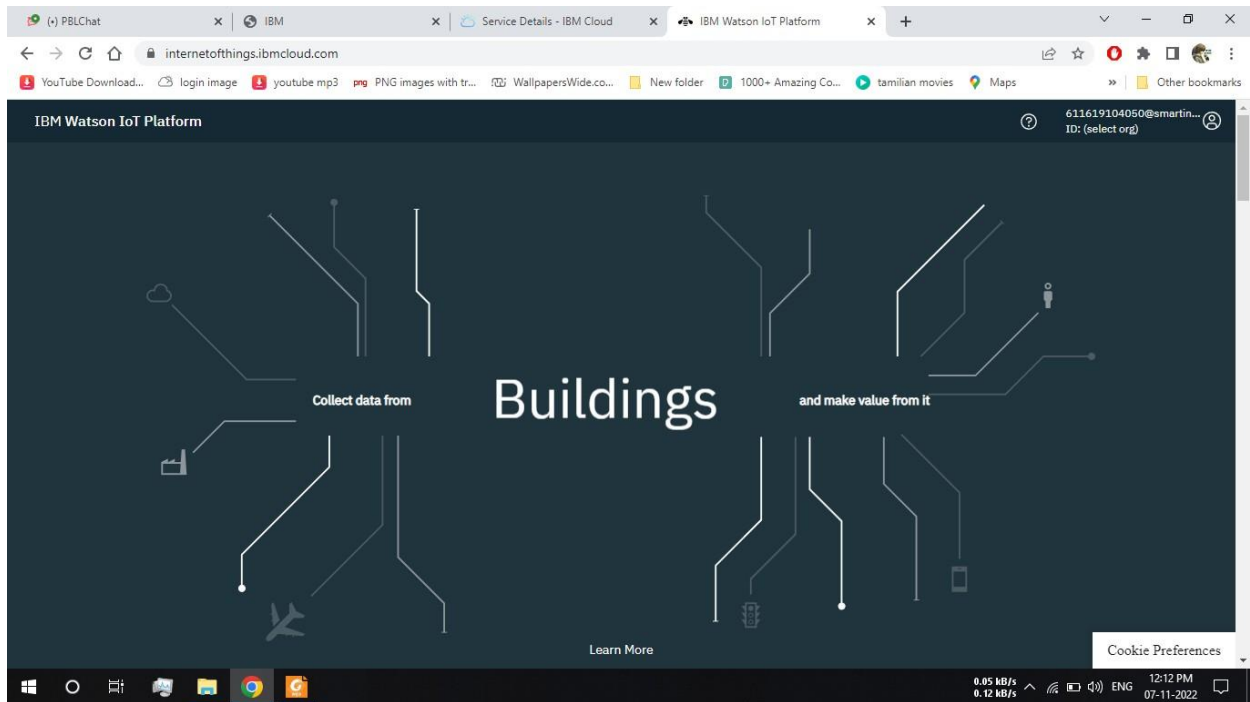 (•) PBLChat
IBM
Service Details - IBM Cloud
IBM Watson IoT Platform
internetofthings.ibmcloud.com
YouTube Download...
login image
youtube mp3
png PNG images with tr...
WallpapersWide.co...
New folder
D 1000+ Amazing Co...
tamilian movies
Maps
»
Other bookmarks
IBM Watson IoT Platform
611619104050@smartin...
ID: (select org)
Collect data from
Buildings
and make value from it
Learn More
Cookie Preferences
0.05 kB/s
0.12 kB/s
ENG
12:12 PM
07-11-2022